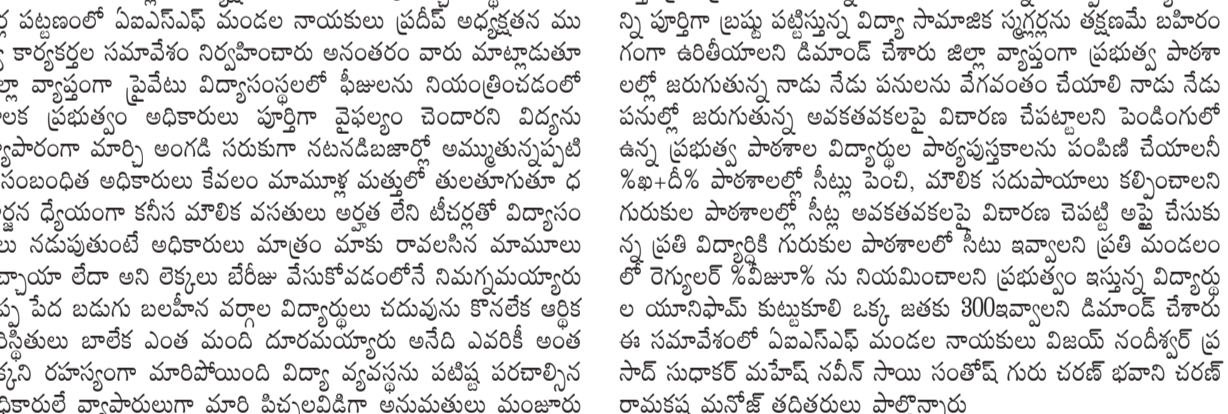 పట్టణంలో ఏఐఎస్ఎఫ్ మండల నాయకులు ప్రదీప్ అధ్యక్షతన ము
కార్యకర్తల సమావేశం నిర్వహించారు అనంతరం వారు మాట్లాడుతూ
ల్లా వ్యాప్తంగా ప్రైవేటు విద్యాసంస్థలలో ఫీజులను నియంత్రించడంలో
లక ప్రభుత్వం అధికారులు పూర్తిగా వైఫల్యం చెందారని విద్యను
్యాపారంగా మార్చి అంగడి సరుకుగా నటనడిబజార్లో అమ్ముతున్నప్పటి
సంబంధిత అధికారులు కేవలం మామూళ్ల మత్తులో తులతూగుతూ ధ
ర్జన ధ్యేయంగా కనీస మౌలిక వసతులు అర్హత లేని టీచర్లతో విద్యాసం
లు నడుపుతుంటే అధికారులు మాత్రం మాకు రావలసిన మామూలు
చ్చాయా లేదా అని లెక్కలు బేరీజు వేసుకోవడంలోనే నిమగ్నమయ్యారు
ప్ప పేద బడుగు బలహీన వర్గాల విద్యార్థులు చదువును కొనలేక ఆర్థిక
స్థితులు బాలేక ఎంత మంది దూరమయ్యారు అనేది ఎవరికీ అంత
క్కని రహస్యంగా మారిపోయింది విద్యా వ్యవస్థను పటిష్ట పరచాల్సిన
ధికారులే వ్యాపారులుగా మారి పిచ్చలవిడిగా అనుమతులు మంజూరు
న్ని పూర్తిగా బ్రష్టు పట్టిస్తున్న విద్యా సామాజిక స్మగ్లర్లను తక్షణమే బహిరం
గంగా ఉరితీయాలని డిమాండ్ చేశారు జిల్లా వ్యాప్తంగా ప్రభుత్వ పాఠశా
లల్లో జరుగుతున్న నాడు నేడు పనులను వేగవంతం చేయాలి నాడు నేడు
పనుల్లో జరుగుతున్న అవకతవకలపై విచారణ చేపట్టాలని పెండింగులో
ఉన్న ప్రభుత్వ పాఠశాల విద్యార్థుల పాఠ్యపుస్తకాలను పంపిణి చేయాలనీ
%ఖ+దీ% పాఠశాలల్లో సీట్లు పెంచి, మౌలిక సదుపాయాలు కల్పించాలని
గురుకుల పాఠశాలల్లో సీట్ల అవకతవకలపై విచారణ చెపట్టి అప్లై చేసుకు
న్న ప్రతి విద్యార్ధికి గురుకుల పాఠశాలలో సీటు ఇవ్వాలని ప్రతి మండలం
లో రెగ్యులర్ %వీజూ% ను నియమించాలని ప్రభుత్వం ఇస్తున్న విద్యార్థు
ల యూనిఫామ్ కుట్టుకూలి ఒక్క జతకు 300ఇవ్వాలని డిమాండ్ చేశారు
ఈ సమావేశంలో ఏఐఎస్ఎఫ్ మండల నాయకులు విజయ్ నందీశ్వర్ ప్ర
సాద్ సుధాకర్ మహేష్ నవీన్ సాయి సంతోష్ గురు చరణ్ భవాని చరణ్
రామకృష్ణ మనోజ్ తదితరులు పాల్గొన్నారు